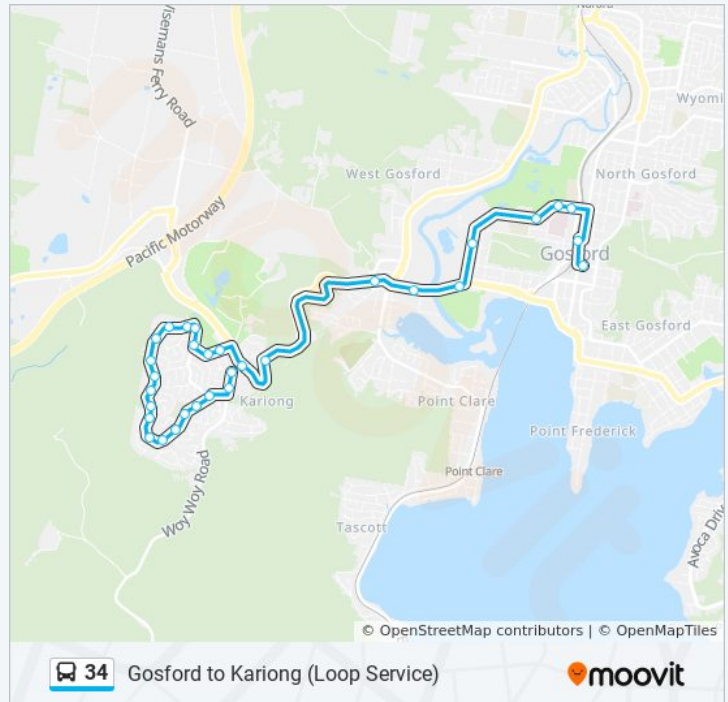 Narara
Wisemans Ferry Road
Wyomi
West Gosford
North Gosford
Pacific Motorway
Gosford
East Gosford
Kariong
Point Clare
Point Frederick
Woy Woy Road
Point Clare
Tascott
Avoca Driv
© OpenStreetMap contributors | © OpenMapTiles
34 Gosford to Kariong (Loop Service)
moovit